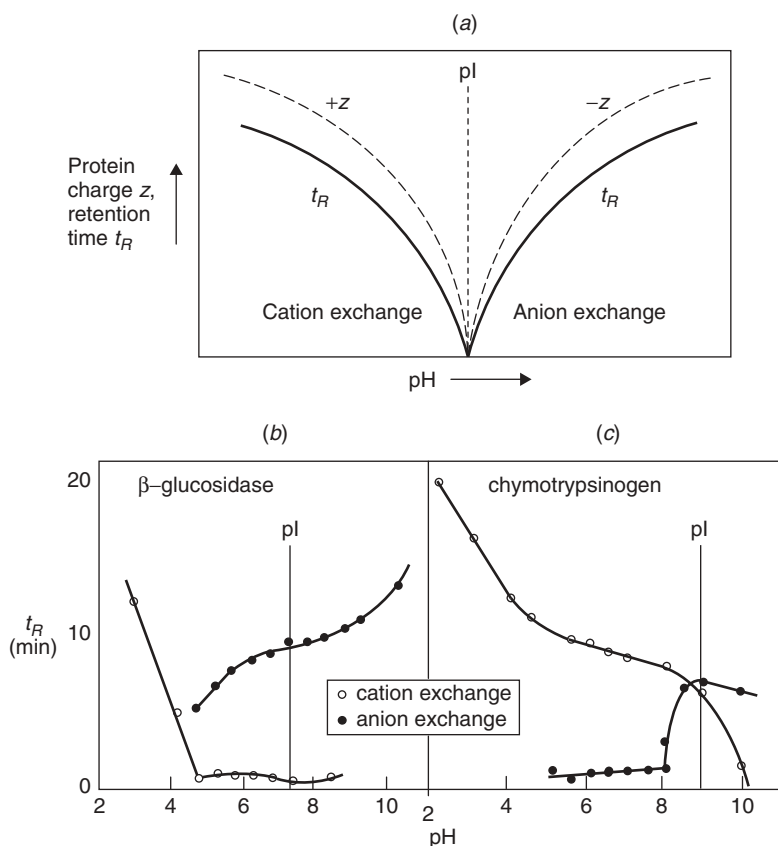 (a)
pI
+z
−z
Protein
charge z,
retention
time tR
tR
tR
Cation exchange
Anion exchange
pH
(b)
(c)
20
β–glucosidase
chymotrypsinogen
pI
pI
tR
(min)
10
○ cation exchange
● anion exchange
0
2
4
6
8
10
2
4
6
8
10
pH